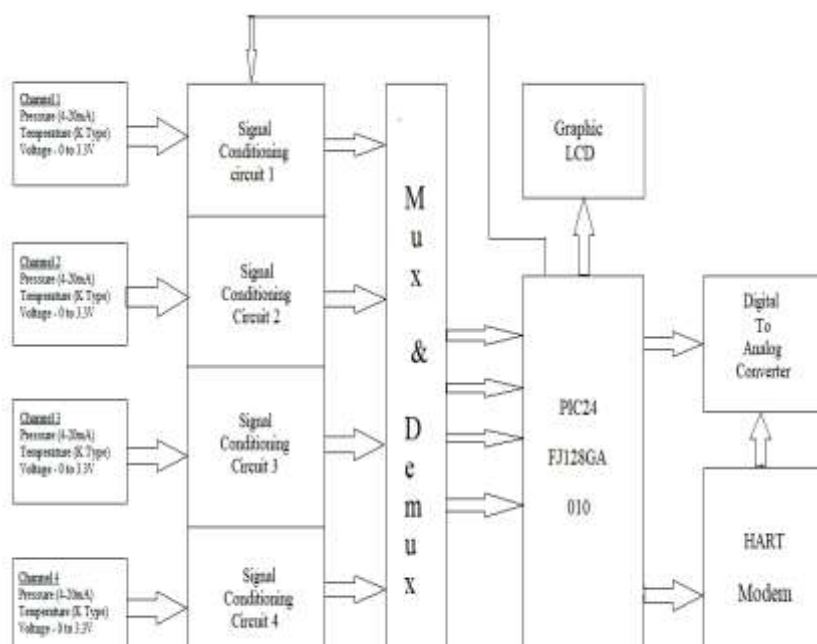 Channel 1
Pressure (4-20mA)
Temperature (K Type)
Voltage - 0 to 3.3V
Signal
Conditioning
circuit 1
Graphic
LCD
Channel 2
Pressure (4-20mA)
Temperature (K Type)
Voltage - 0 to 3.3V
Signal
Conditioning
Circuit 2
Mux & Demux
Digital
To
Analog
Converter
PIC24
FJ128GA
010
Channel 3
Pressure (4-20mA)
Temperature (K Type)
Voltage - 0 to 3.3V
Signal
Conditioning
Circuit 3
HART
Modem
Channel 4
Pressure (4-20mA)
Temperature (K Type)
Voltage - 0 to 3.3V
Signal
Conditioning
Circuit 4